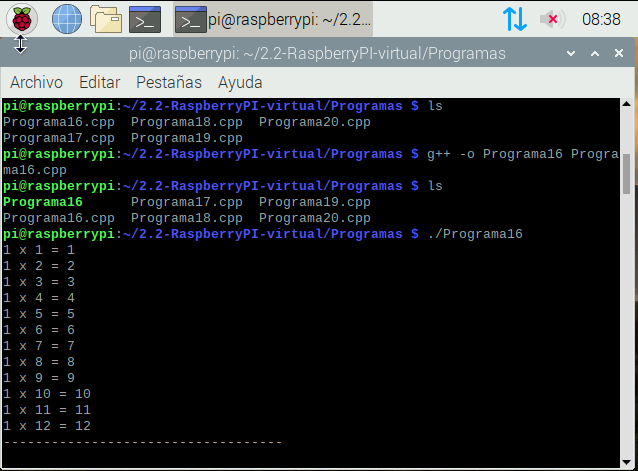 pi@raspberrypi: ~/2.2... 08:38
pi@raspberrypi: ~/2.2-RaspberryPI-virtual/Programas
Archivo Editar Pestañas Ayuda
pi@raspberrypi:~/2.2-RaspberryPI-virtual/Programas $ ls
Programa16.cpp  Programa18.cpp  Programa20.cpp
Programa17.cpp  Programa19.cpp
pi@raspberrypi:~/2.2-RaspberryPI-virtual/Programas $ g++ -o Programa16 Progra
ma16.cpp
pi@raspberrypi:~/2.2-RaspberryPI-virtual/Programas $ ls
Programa16      Programa17.cpp  Programa19.cpp
Programa16.cpp  Programa18.cpp  Programa20.cpp
pi@raspberrypi:~/2.2-RaspberryPI-virtual/Programas $ ./Programa16
1 x 1 = 1
1 x 2 = 2
1 x 3 = 3
1 x 4 = 4
1 x 5 = 5
1 x 6 = 6
1 x 7 = 7
1 x 8 = 8
1 x 9 = 9
1 x 10 = 10
1 x 11 = 11
1 x 12 = 12
----------------------------------